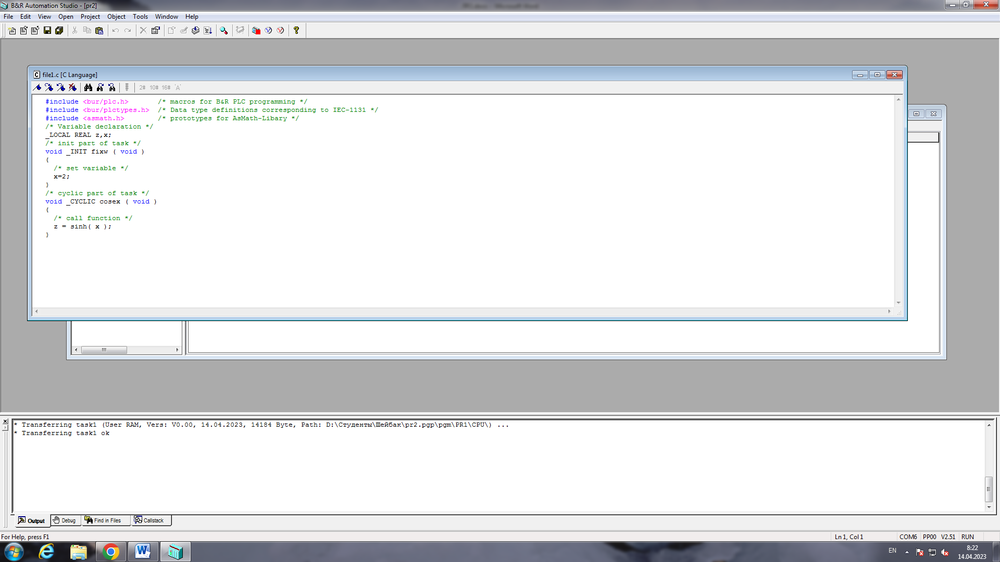 B&R Automation Studio - [pr2]
File Edit View Open Project Object Tools Window Help
file1.c [C Language]
2# 10# 16# 'A'
#include <bur/plc.h> /* macros for B&R PLC programming */
#include <bur/plctypes.h> /* Data type definitions corresponding to IEC-1131 */
#include <asmath.h> /* prototypes for AsMath-Libary */
/* Variable declaration */
_LOCAL REAL z,x;
/* init part of task */
void _INIT fixw ( void )
{
/* set variable */
x=2;
}
/* cyclic part of task */
void _CYCLIC cosex ( void )
{
/* call function */
z = sinh( x );
}
* Transferring task1 (User RAM, Vers: V0.00, 14.04.2023, 14184 Byte, Path: D:\Студенты\Шейбак\pr2.pgp\pgm\PR1\CPU\) ...
* Transferring task1 ok
Output Debug Find in Files Callstack
For Help, press F1
Ln 1, Col 1 COM6 PP00 V2.51 RUN
EN
8:22
14.04.2023